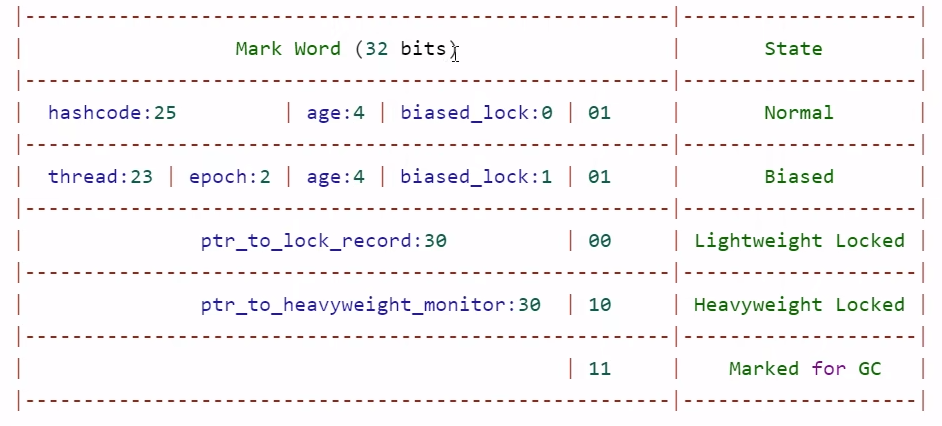 |-------------------------------------------------------|--------------------|
|                  Mark Word (32 bits)                  |       State        |
|-------------------------------------------------------|--------------------|
|  hashcode:25         | age:4 | biased_lock:0 | 01      |       Normal       |
|-------------------------------------------------------|--------------------|
|  thread:23 | epoch:2 | age:4 | biased_lock:1 | 01      |       Biased       |
|-------------------------------------------------------|--------------------|
|               ptr_to_lock_record:30          | 00      | Lightweight Locked |
|-------------------------------------------------------|--------------------|
|               ptr_to_heavyweight_monitor:30  | 10      | Heavyweight Locked |
|-------------------------------------------------------|--------------------|
|                                              | 11      |    Marked for GC   |
|-------------------------------------------------------|--------------------|